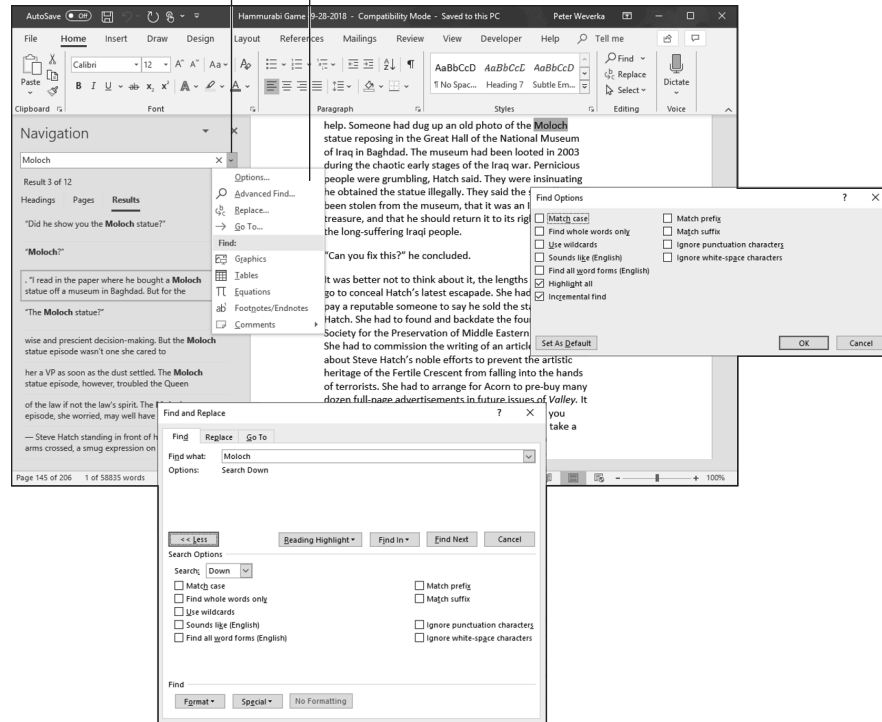 AutoSave Off Hammurabi Game 9-28-2018 - Compatibility Mode - Saved to this PC Peter Weverka
File Home Insert Draw Design Layout References Mailings Review View Developer Help Tell me
Paste
Calibri 12 A^ Aˇ Aa
B I U ab x₂ x² A A
AaBbCcD AaBbCcD AaBbCcD
¶ No Spac... Heading 7 Subtle Em...
Find
Replace
Select
Dictate
Clipboard Font Paragraph Styles Editing Voice
Navigation
Moloch
Result 3 of 12
Headings Pages Results
"Did he show you the Moloch statue?"
"Moloch?"
. "I read in the paper where he bought a Moloch
statue off a museum in Baghdad. But for the
"The Moloch statue?"
wise and prescient decision-making. But the Moloch
statue episode wasn't one she cared to
her a VP as soon as the dust settled. The Moloch
statue episode, however, troubled the Queen
of the law if not the law's spirit. The
episode, she worried, may well have
— Steve Hatch standing in front of h
arms crossed, a smug expression on
Options...
Advanced Find...
Replace...
Go To...
Find:
Graphics
Tables
Equations
Footnotes/Endnotes
Comments
help. Someone had dug up an old photo of the Moloch
statue reposing in the Great Hall of the National Museum
of Iraq in Baghdad. The museum had been looted in 2003
during the chaotic early stages of the Iraq war. Pernicious
people were grumbling, Hatch said. They were insinuating
he obtained the statue illegally. They said the s
been stolen from the museum, that it was an I
treasure, and that he should return it to its rig
the long-suffering Iraqi people.
"Can you fix this?" he concluded.
It was better not to think about it, the lengths
go to conceal Hatch's latest escapade. She had
pay a reputable someone to say he sold the sta
Hatch. She had to found and backdate the fou
Society for the Preservation of Middle Eastern
She had to commission the writing of an article
about Steve Hatch's noble efforts to prevent the artistic
heritage of the Fertile Crescent from falling into the hands
of terrorists. She had to arrange for Acorn to pre-buy many
dozen full-page advertisements in future issues of Valley. It
you
take a
Page 145 of 206 1 of 58835 words 100%
Find Options ? ×
Match case Match prefix
Find whole words only Match suffix
Use wildcards Ignore punctuation characters
Sounds like (English) Ignore white-space characters
Find all word forms (English)
Highlight all
Incremental find
Set As Default OK Cancel
Find and Replace ? ×
Find Replace Go To
Find what: Moloch
Options: Search Down
<< Less Reading Highlight Find In Find Next Cancel
Search Options
Search: Down
Match case Match prefix
Find whole words only Match suffix
Use wildcards
Sounds like (English) Ignore punctuation characters
Find all word forms (English) Ignore white-space characters
Find
Format Special No Formatting